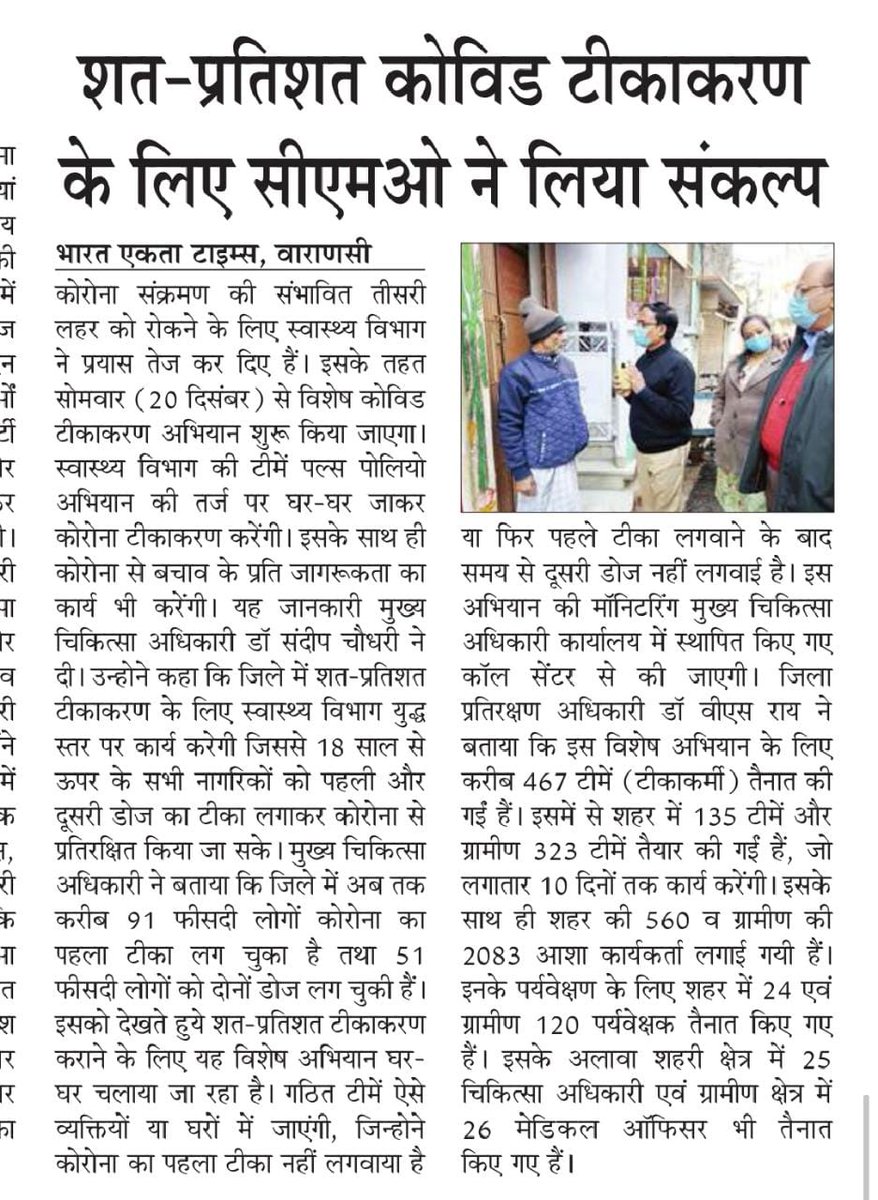 शत-प्रतिशत कोविड टीकाकरण
के लिए सीएमओ ने लिया संकल्प
भारत एकता टाइम्स, वाराणसी
कोरोना संक्रमण की संभावित तीसरी
लहर को रोकने के लिए स्वास्थ्य विभाग
ने प्रयास तेज कर दिए हैं। इसके तहत
सोमवार (20 दिसंबर) से विशेष कोविड
टीकाकरण अभियान शुरू किया जाएगा।
स्वास्थ्य विभाग की टीमें पल्स पोलियो
अभियान की तर्ज पर घर-घर जाकर
कोरोना टीकाकरण करेंगी। इसके साथ ही
कोरोना से बचाव के प्रति जागरूकता का
कार्य भी करेंगी। यह जानकारी मुख्य
चिकित्सा अधिकारी डॉ संदीप चौधरी ने
दी। उन्होने कहा कि जिले में शत-प्रतिशत
टीकाकरण के लिए स्वास्थ्य विभाग युद्ध
स्तर पर कार्य करेगी जिससे 18 साल से
ऊपर के सभी नागरिकों को पहली और
दूसरी डोज का टीका लगाकर कोरोना से
प्रतिरक्षित किया जा सके। मुख्य चिकित्सा
अधिकारी ने बताया कि जिले में अब तक
करीब 91 फीसदी लोगों कोरोना का
पहला टीका लग चुका है तथा 51
फीसदी लोगों को दोनों डोज लग चुकी हैं।
इसको देखते हुये शत-प्रतिशत टीकाकरण
कराने के लिए यह विशेष अभियान घर-
घर चलाया जा रहा है। गठित टीमें ऐसे
व्यक्तियों या घरों में जाएंगी, जिन्होने
कोरोना का पहला टीका नहीं लगवाया है
या फिर पहले टीका लगवाने के बाद
समय से दूसरी डोज नहीं लगवाई है। इस
अभियान की मॉनिटरिंग मुख्य चिकित्सा
अधिकारी कार्यालय में स्थापित किए गए
कॉल सेंटर से की जाएगी। जिला
प्रतिरक्षण अधिकारी डॉ वीएस राय ने
बताया कि इस विशेष अभियान के लिए
करीब 467 टीमें (टीकाकर्मी) तैनात की
गईं हैं। इसमें से शहर में 135 टीमें और
ग्रामीण 323 टीमें तैयार की गईं हैं, जो
लगातार 10 दिनों तक कार्य करेंगी। इसके
साथ ही शहर की 560 व ग्रामीण की
2083 आशा कार्यकर्ता लगाई गयी हैं।
इनके पर्यवेक्षण के लिए शहर में 24 एवं
ग्रामीण 120 पर्यवेक्षक तैनात किए गए
हैं। इसके अलावा शहरी क्षेत्र में 25
चिकित्सा अधिकारी एवं ग्रामीण क्षेत्र में
26 मेडिकल ऑफिसर भी तैनात
किए गए हैं।